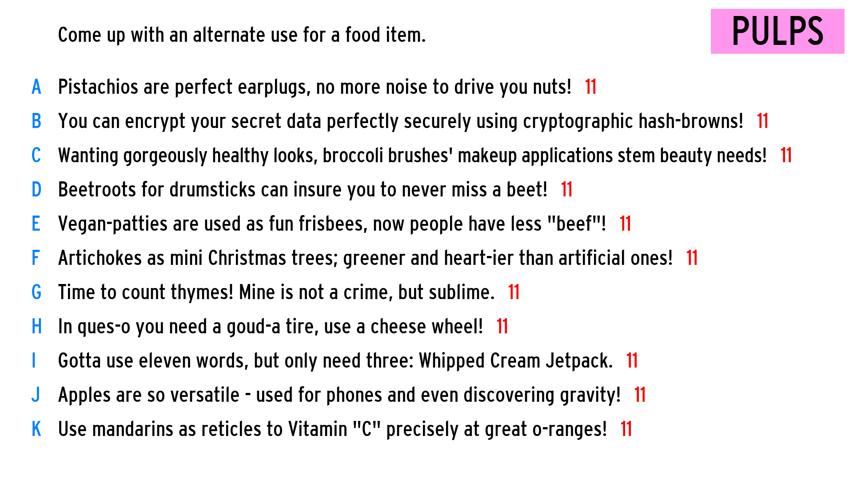 Come up with an alternate use for a food item.
PULPS
A Pistachios are perfect earplugs, no more noise to drive you nuts! 11
B You can encrypt your secret data perfectly securely using cryptographic hash-browns! 11
C Wanting gorgeously healthy looks, broccoli brushes' makeup applications stem beauty needs! 11
D Beetroots for drumsticks can insure you to never miss a beet! 11
E Vegan-patties are used as fun frisbees, now people have less "beef"! 11
F Artichokes as mini Christmas trees; greener and heart-ier than artificial ones! 11
G Time to count thymes! Mine is not a crime, but sublime. 11
H In ques-o you need a goud-a tire, use a cheese wheel! 11
I Gotta use eleven words, but only need three: Whipped Cream Jetpack. 11
J Apples are so versatile - used for phones and even discovering gravity! 11
K Use mandarins as reticles to Vitamin "C" precisely at great o-ranges! 11